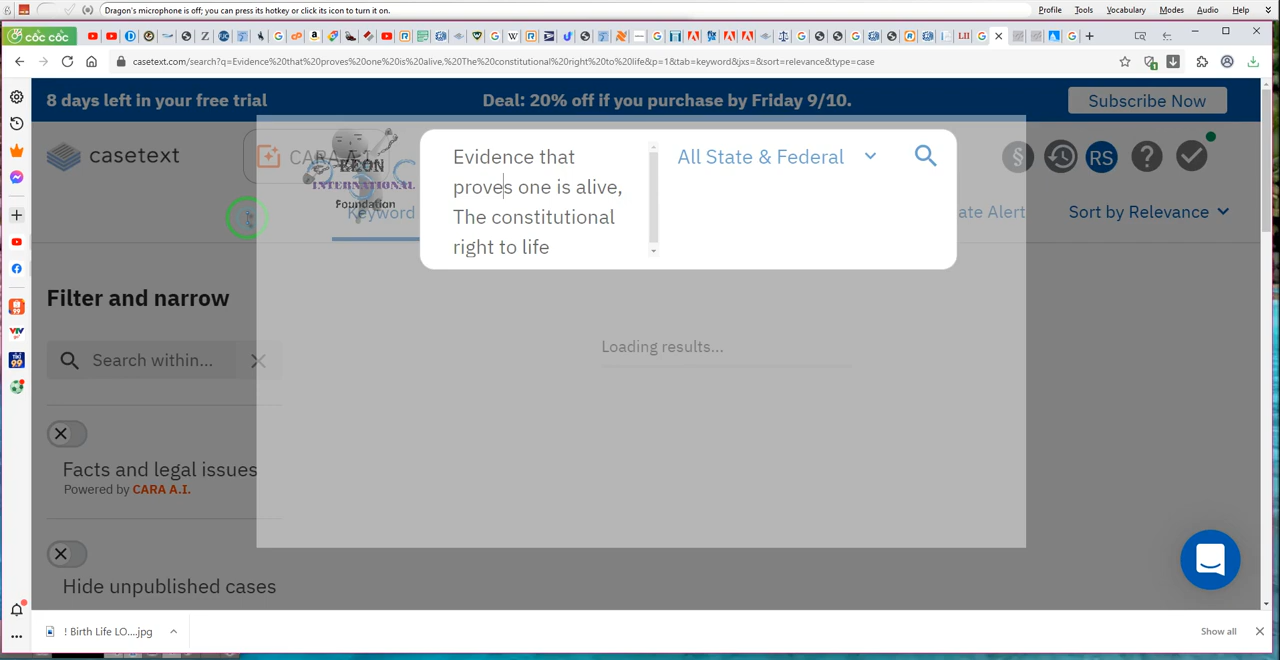 Dragon's microphone is off; you can press its hotkey or click its icon to turn it on.
Profile Tools Vocabulary Modes Audio Help
cốc cốc
casetext.com/search?q=Evidence%20that%20proves%20one%20is%20alive,%20The%20constitutional%20right%20to%20life&p=1&tab=keyword&jxs=&sort=relevance&type=case
8 days left in your free trial
Deal: 20% off if you purchase by Friday 9/10.
Subscribe Now
casetext
CARA A.I.
LEON
INTERNATIONAL
Foundation
Evidence that
proves one is alive,
The constitutional
right to life
All State & Federal
§
RS
?
Keyword
ate Alert
Sort by Relevance
Filter and narrow
Search within...
Loading results...
Facts and legal issues
Powered by CARA A.I.
Hide unpublished cases
! Birth Life LO....jpg
Show all